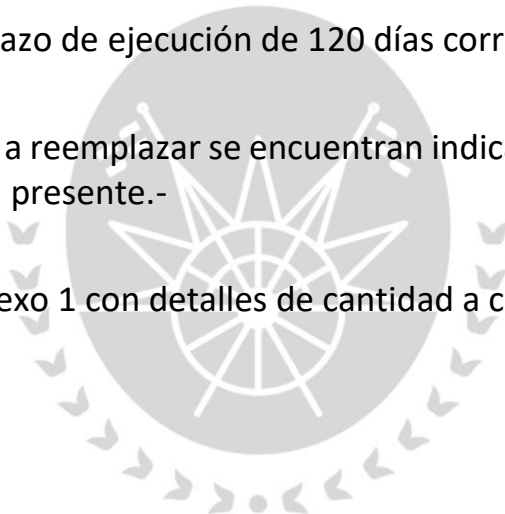 azo de ejecución de 120 días corr
a reemplazar se encuentran indic
presente.-
exo 1 con detalles de cantidad a c